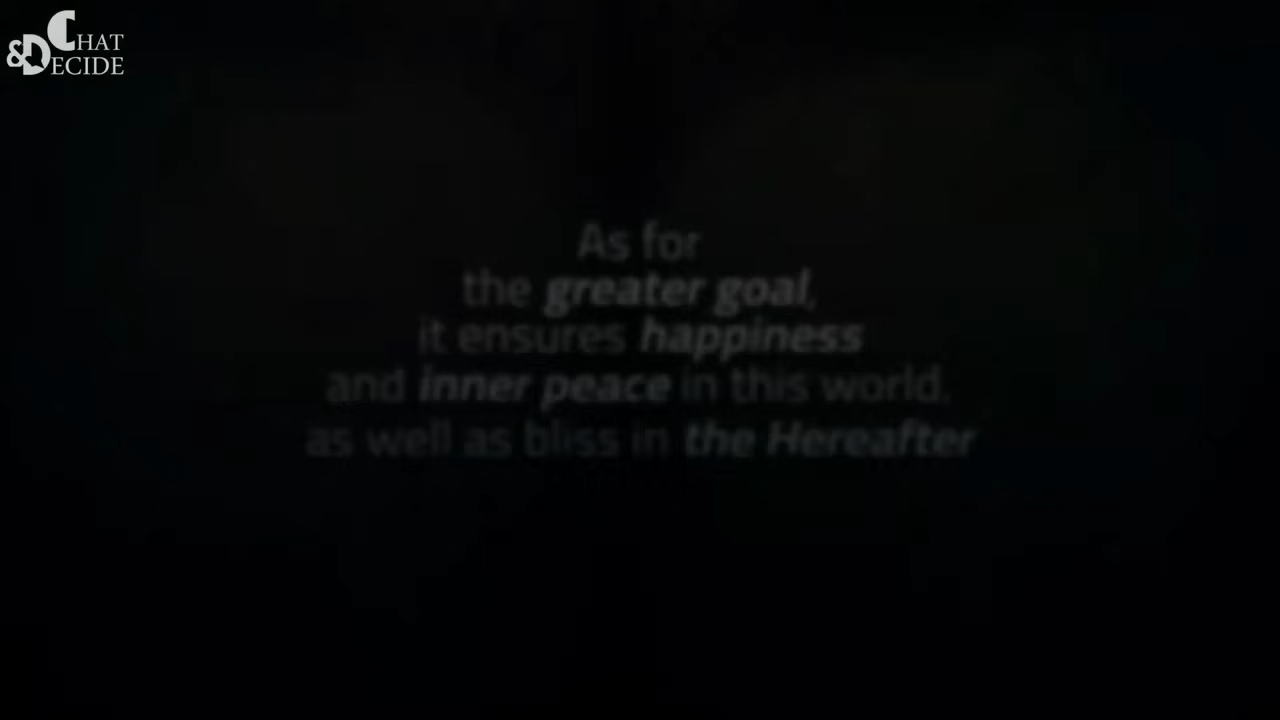 CHAT
&DECIDE
As for
the greater goal,
it ensures happiness
and inner peace in this world,
as well as bliss in the Hereafter